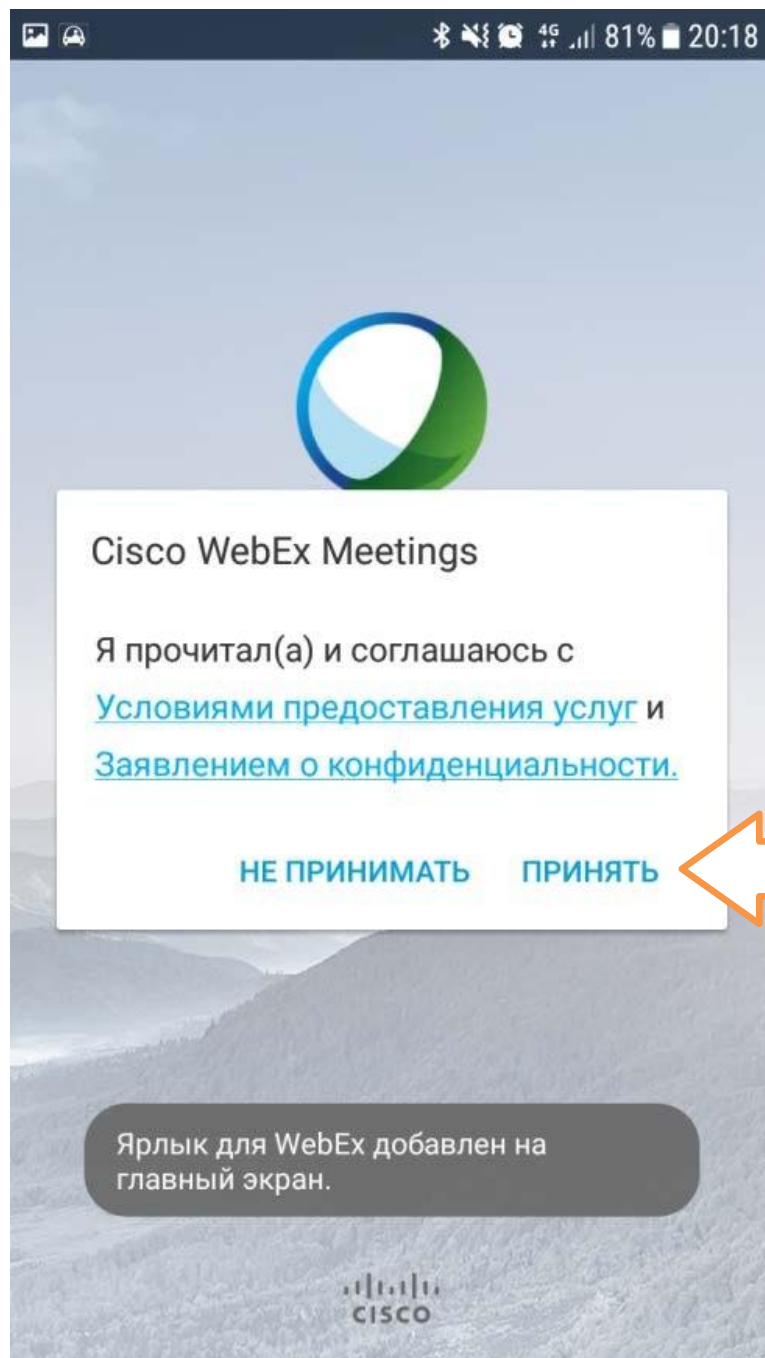 4G 81% 20:18
Cisco WebEx Meetings
Я прочитал(а) и соглашаюсь с
Условиями предоставления услуг и
Заявлением о конфиденциальности.
НЕ ПРИНИМАТЬ ПРИНЯТЬ
Ярлык для WebEx добавлен на
главный экран.
CISCO